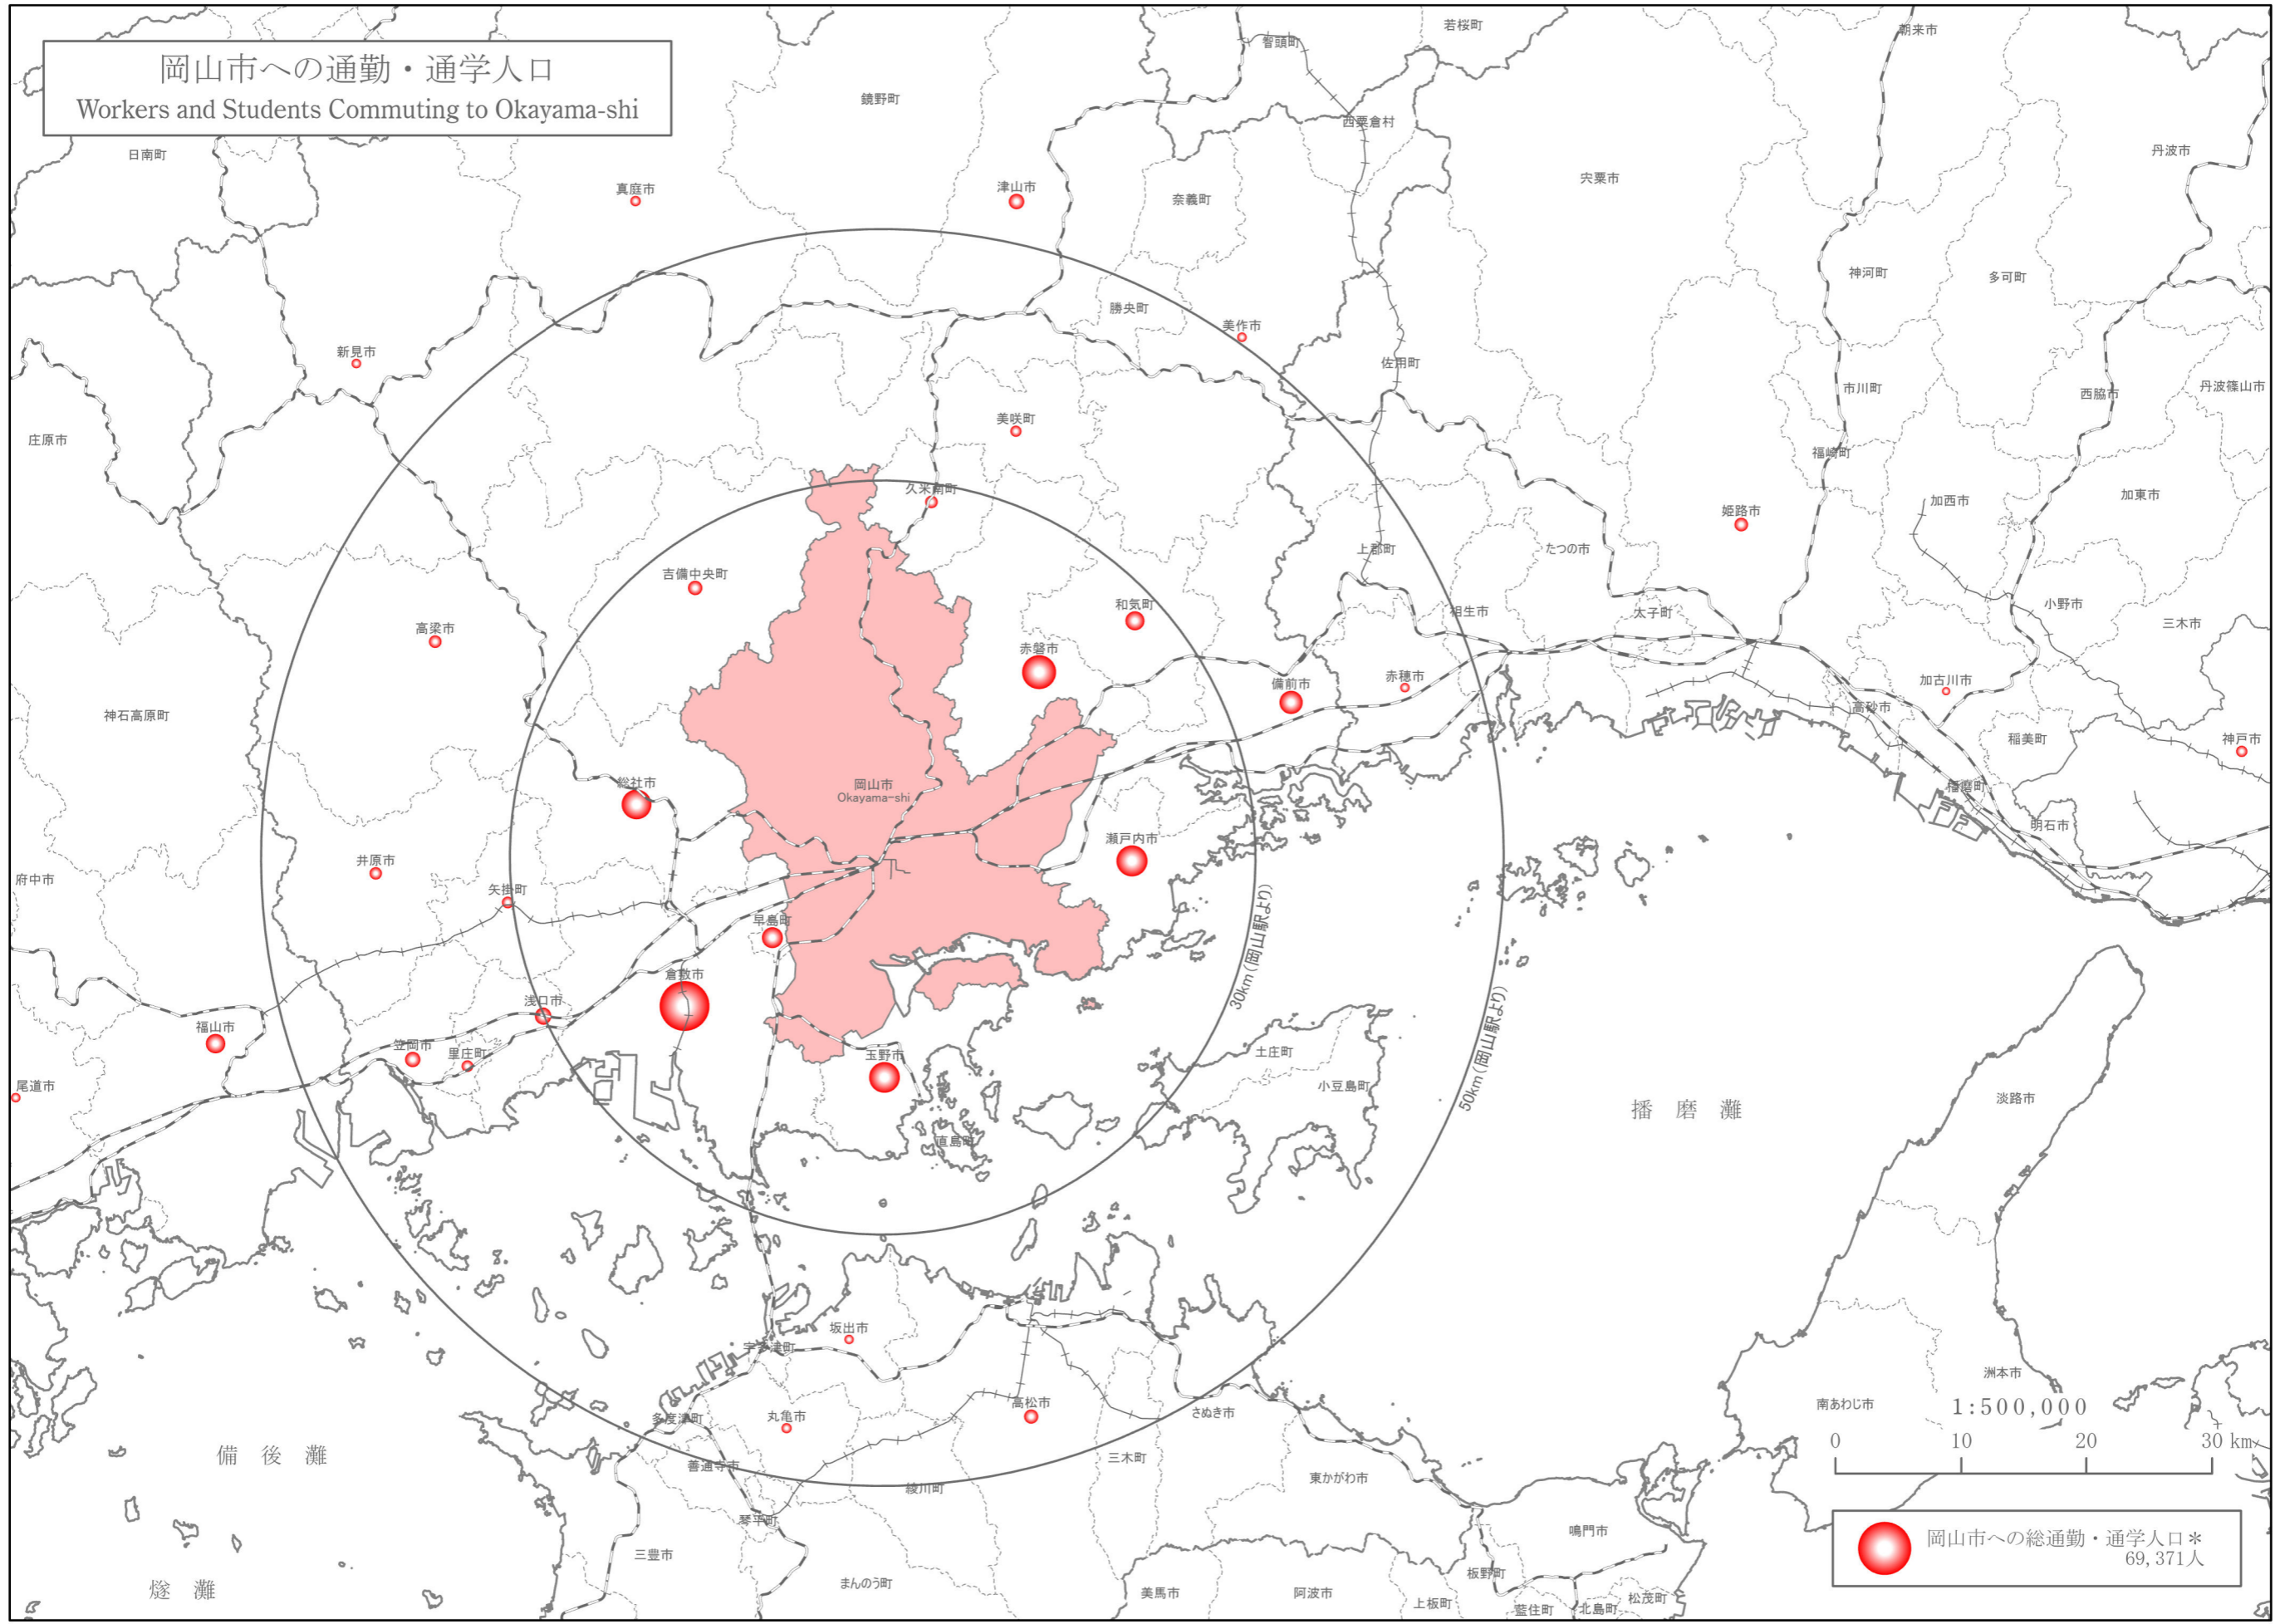 岡山市への通勤・通学人口
Workers and Students Commuting to Okayama-shi
若桜町
朝来市
智頭町
鏡野町
西粟倉村
日南町
丹波市
宍粟市
真庭市
津山市
奈義町
神河町
多可町
勝央町
美作市
新見市
佐用町
市川町
西脇市
丹波篠山市
美咲町
庄原市
福崎町
久米南町
加西市
加東市
姫路市
上郡町
たつの市
吉備中央町
和気町
相生市
太子町
小野市
三木市
高梁市
赤磐市
備前市
赤穂市
加古川市
神石高原町
高砂市
稲美町
神戸市
総社市
岡山市
Okayama-shi
播磨町
明石市
瀬戸内市
井原市
府中市
矢掛町
早島町
30km(岡山駅より)
倉敷市
浅口市
福山市
笠岡市
里庄町
玉野市
土庄町
50km(岡山駅より)
尾道市
小豆島町
淡路市
播磨灘
直島町
坂出市
宇多津町
洲本市
南あわじ市
高松市
さぬき市
丸亀市
多度津町
1:500,000
0 10 20 30 km
備後灘
三木町
善通寺市
東かがわ市
綾川町
琴平町
鳴門市
岡山市への総通勤・通学人口*
69,371人
三豊市
板野町
まんのう町
燧灘
美馬市
阿波市
上板町
藍住町
北島町
松茂町